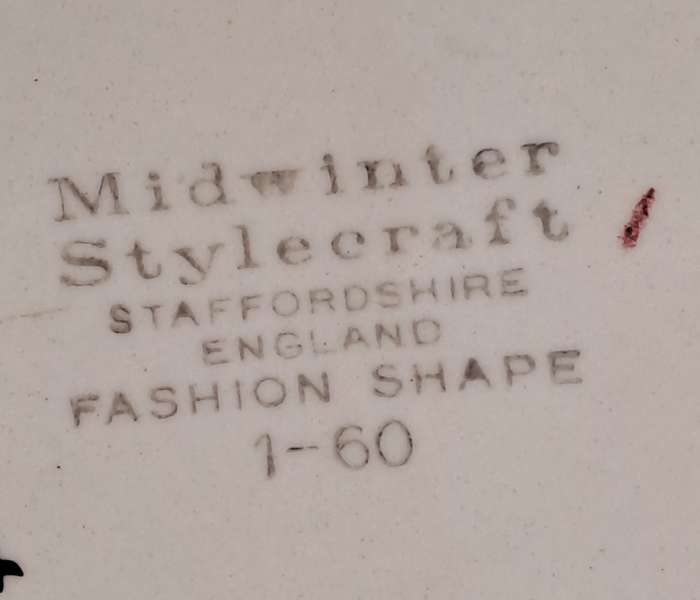 Midwinter
Stylecraft
STAFFORDSHIRE
ENGLAND
FASHION SHAPE
1-60